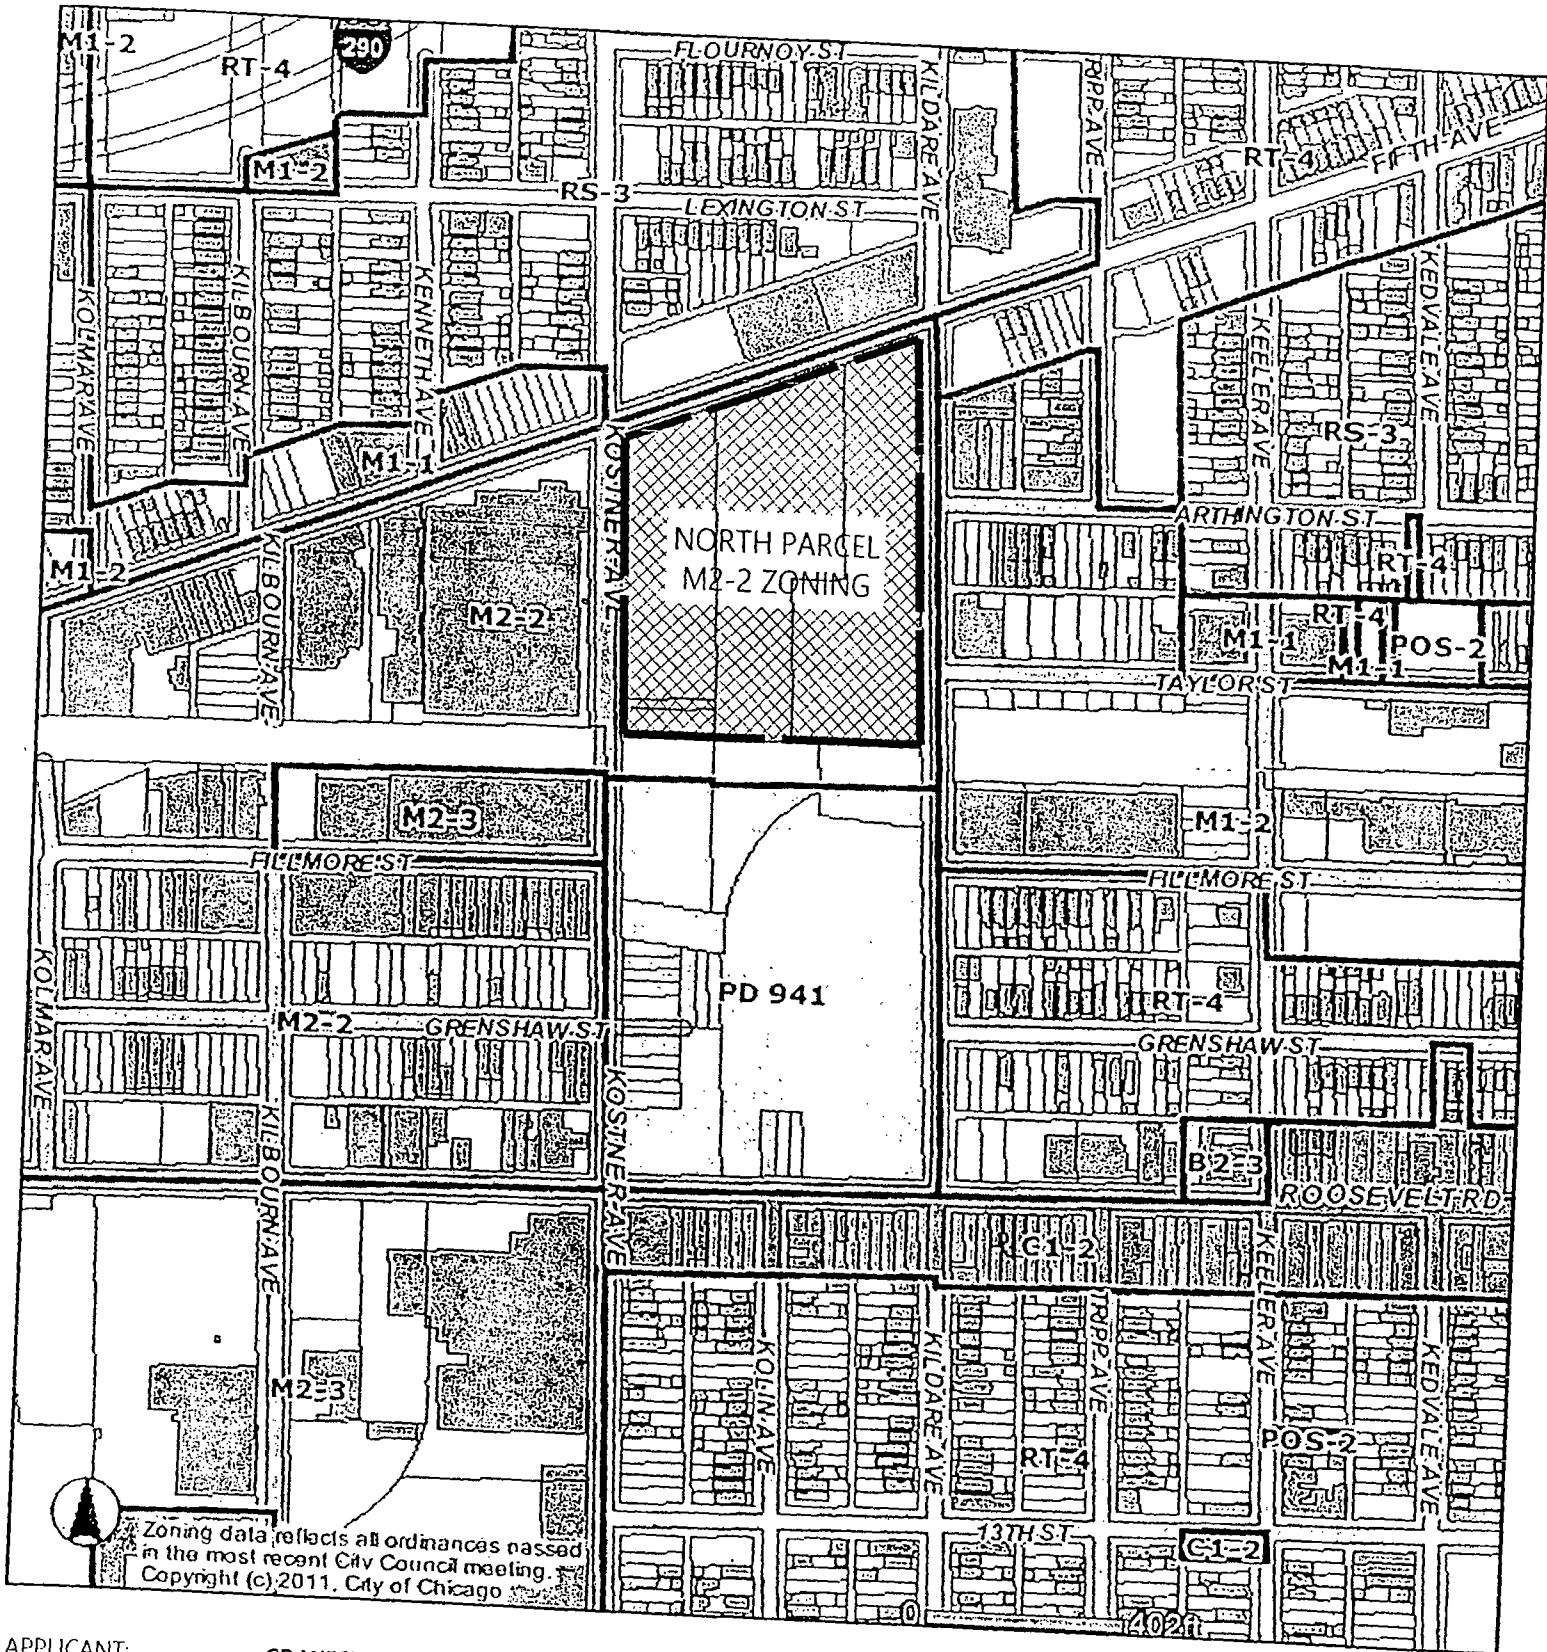 M1-2
RT-4
290
FLOURNOY ST
KILDARE AVE
TRIPP AVE
M1-2
RS-3
LEXINGTON ST
RT-4
FIFTH AVE
KOLMAR AVE
KILBOURN AVE
KENNETH AVE
KEELER AVE
KEDVALE AVE
RS-3
M1-1
KOSTNER AVE
M1-2
KILBOURN AVE
M2-2
NORTH PARCEL
M2-2 ZONING
ARTHINGTON ST
RT-4
RT-4
M1-1
POS-2
M1-1
TAYLOR ST
M2-3
M1-2
FILLMORE ST
FILLMORE ST
KOLMAR AVE
PD 941
RT-4
M2-2
GRENSHAW ST
GRENSHAW ST
KOSTNER AVE
KILBOURN AVE
B2-3
ROOSEVELT RD
C1-2
KEELER AVE
M2-3
KOLIN AVE
KILDARE AVE
TRIPP AVE
KEDVALE AVE
RT-4
POS-2
13TH ST
C1-2
Zoning data reflects all ordinances passed
in the most recent City Council meeting.
Copyright (c) 2011, City of Chicago
0 402ft
APPLICANT: